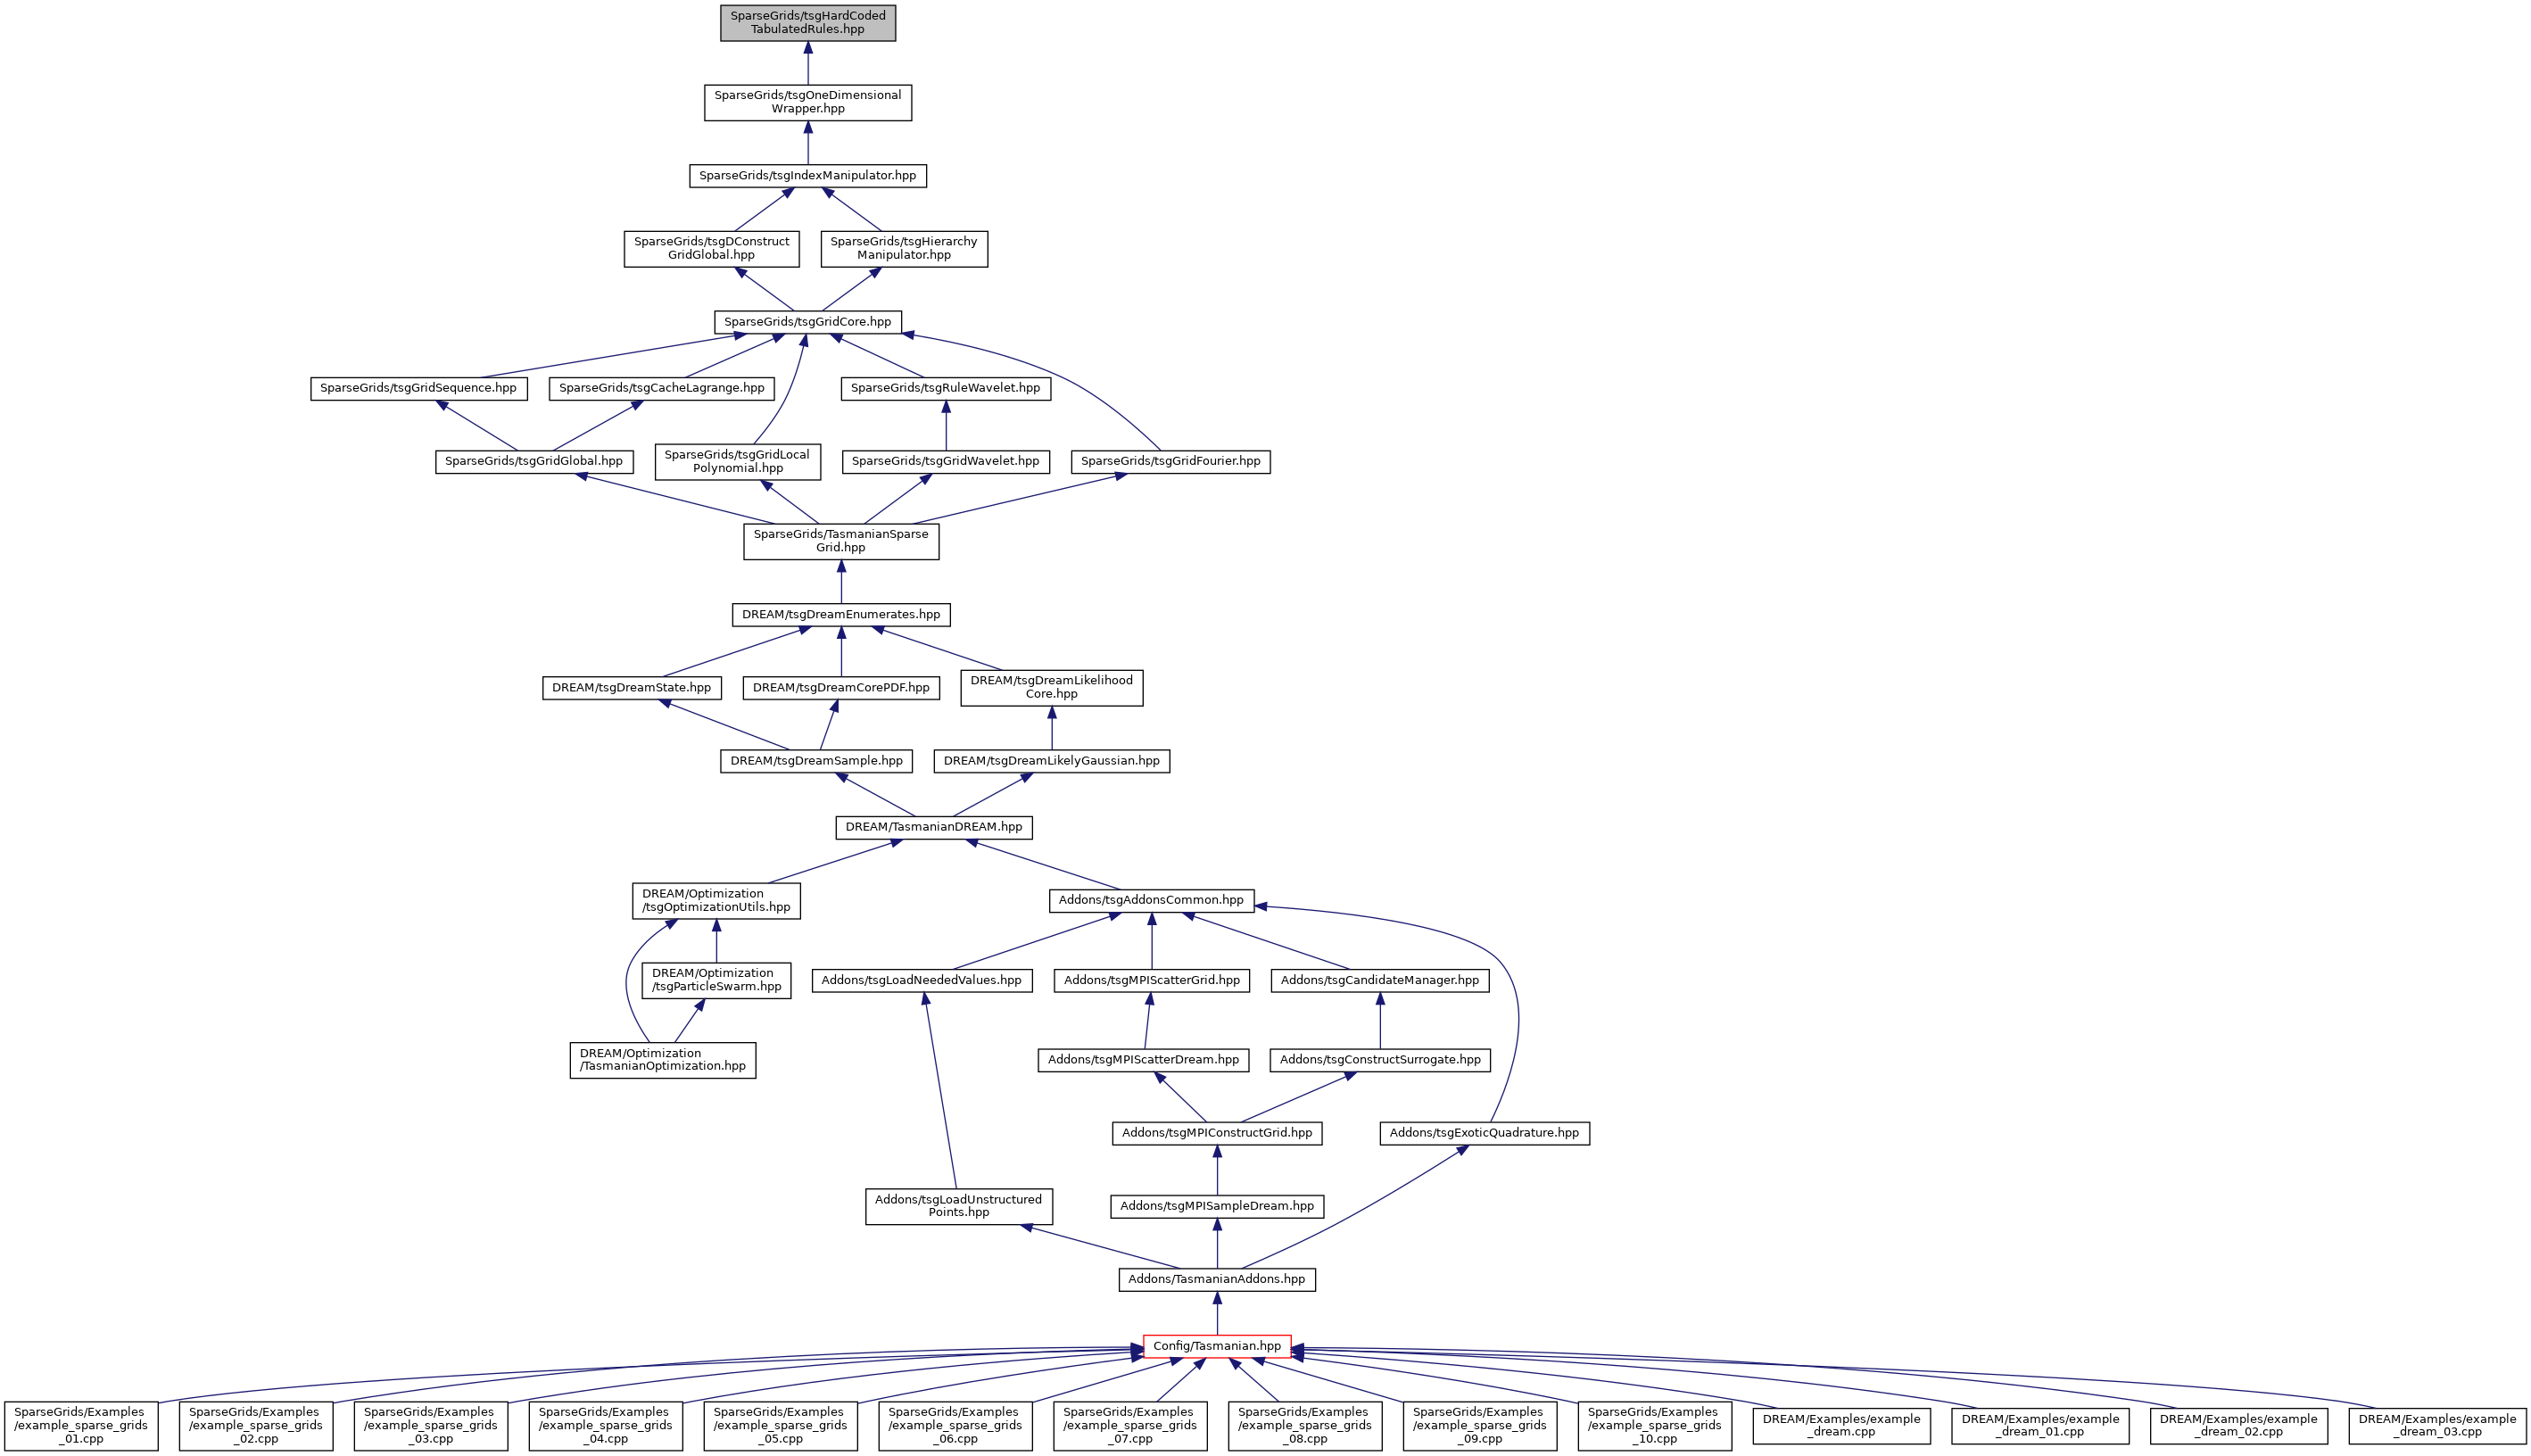 SparseGrids/tsgHardCoded
TabulatedRules.hpp
SparseGrids/tsgOneDimensional
Wrapper.hpp
SparseGrids/tsgIndexManipulator.hpp
SparseGrids/tsgDConstruct
GridGlobal.hpp
SparseGrids/tsgHierarchy
Manipulator.hpp
SparseGrids/tsgGridCore.hpp
SparseGrids/tsgGridSequence.hpp
SparseGrids/tsgCacheLagrange.hpp
SparseGrids/tsgRuleWavelet.hpp
SparseGrids/tsgGridGlobal.hpp
SparseGrids/tsgGridLocal
Polynomial.hpp
SparseGrids/tsgGridWavelet.hpp
SparseGrids/tsgGridFourier.hpp
SparseGrids/TasmanianSparse
Grid.hpp
DREAM/tsgDreamEnumerates.hpp
DREAM/tsgDreamState.hpp
DREAM/tsgDreamCorePDF.hpp
DREAM/tsgDreamLikelihood
Core.hpp
DREAM/tsgDreamSample.hpp
DREAM/tsgDreamLikelyGaussian.hpp
DREAM/TasmanianDREAM.hpp
DREAM/Optimization
/tsgOptimizationUtils.hpp
Addons/tsgAddonsCommon.hpp
DREAM/Optimization
/tsgParticleSwarm.hpp
Addons/tsgLoadNeededValues.hpp
Addons/tsgMPIScatterGrid.hpp
Addons/tsgCandidateManager.hpp
DREAM/Optimization
/TasmanianOptimization.hpp
Addons/tsgMPIScatterDream.hpp
Addons/tsgConstructSurrogate.hpp
Addons/tsgMPIConstructGrid.hpp
Addons/tsgExoticQuadrature.hpp
Addons/tsgLoadUnstructured
Points.hpp
Addons/tsgMPISampleDream.hpp
Addons/TasmanianAddons.hpp
Config/Tasmanian.hpp
SparseGrids/Examples
/example_sparse_grids
_01.cpp
SparseGrids/Examples
/example_sparse_grids
_02.cpp
SparseGrids/Examples
/example_sparse_grids
_03.cpp
SparseGrids/Examples
/example_sparse_grids
_04.cpp
SparseGrids/Examples
/example_sparse_grids
_05.cpp
SparseGrids/Examples
/example_sparse_grids
_06.cpp
SparseGrids/Examples
/example_sparse_grids
_07.cpp
SparseGrids/Examples
/example_sparse_grids
_08.cpp
SparseGrids/Examples
/example_sparse_grids
_09.cpp
SparseGrids/Examples
/example_sparse_grids
_10.cpp
DREAM/Examples/example
_dream.cpp
DREAM/Examples/example
_dream_01.cpp
DREAM/Examples/example
_dream_02.cpp
DREAM/Examples/example
_dream_03.cpp